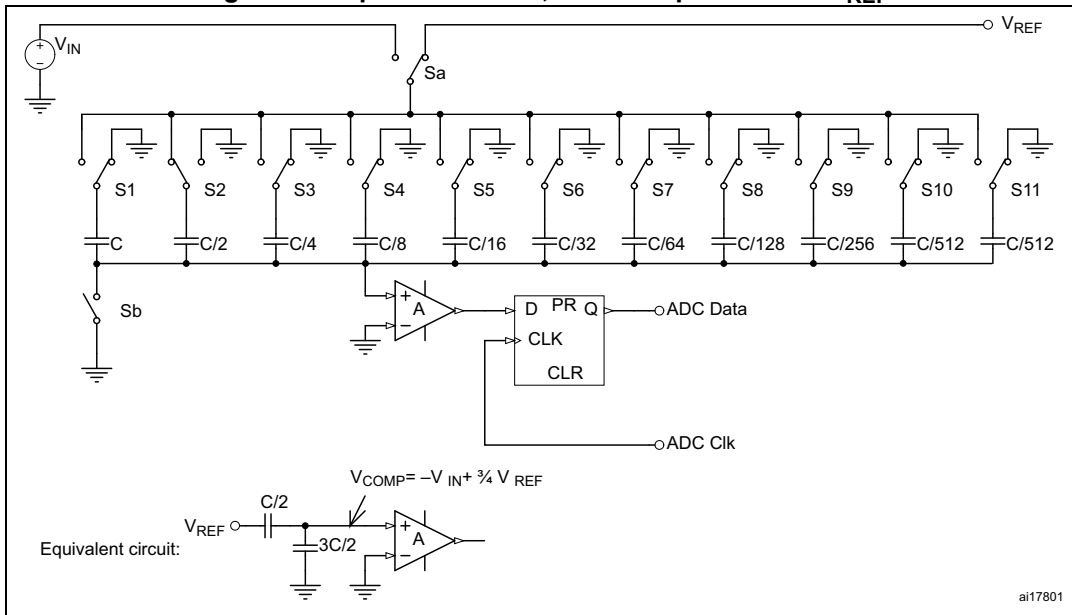 V_REF
V_IN
Sa
S1 S2 S3 S4 S5 S6 S7 S8 S9 S10 S11
C C/2 C/4 C/8 C/16 C/32 C/64 C/128 C/256 C/512 C/512
Sb
+
A
−
D PR Q
CLK
CLR
ADC Data
ADC Clk
V_COMP= –V_IN+ ¾ V_REF
C/2
V_REF
3C/2
+
A
−
Equivalent circuit:
ai17801